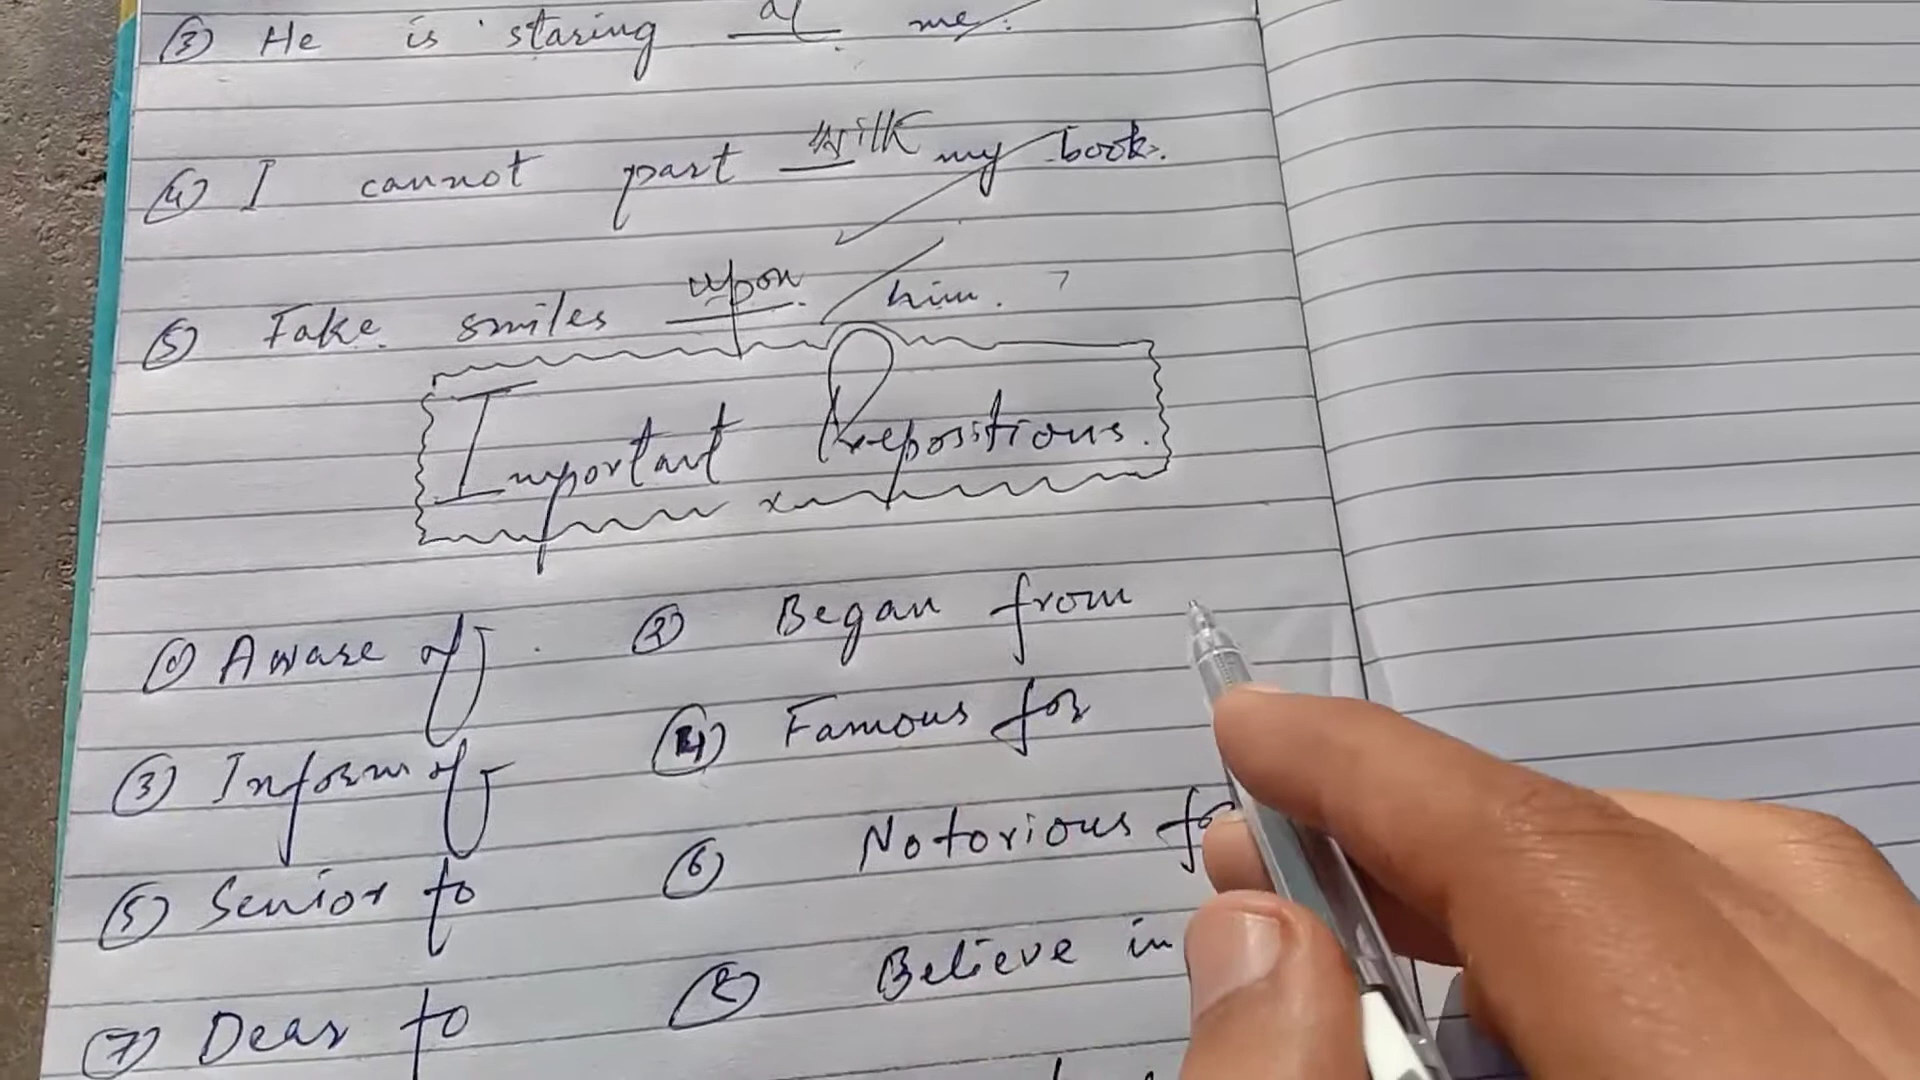 (3) He is staring at me.
(4) I cannot part with my book.
(5) Fake smiles upon him.
Important Prepositions.
(1) Aware of
(2) Began from
(3) Inform of
(4) Famous for
(5) Senior to
(6) Notorious fo
(7) Dear to
(8) Believe in